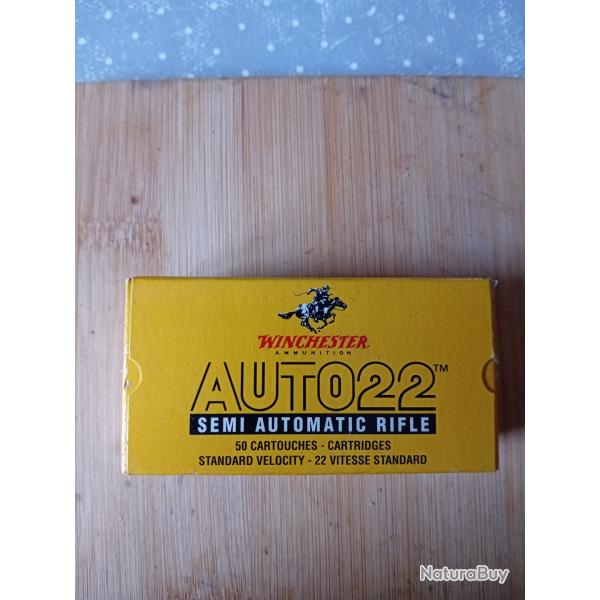 WINCHESTER
AMMUNITION
AUTO22™
SEMI AUTOMATIC RIFLE
50 CARTOUCHES - CARTRIDGES
STANDARD VELOCITY - 22 VITESSE STANDARD
NaturaBuy